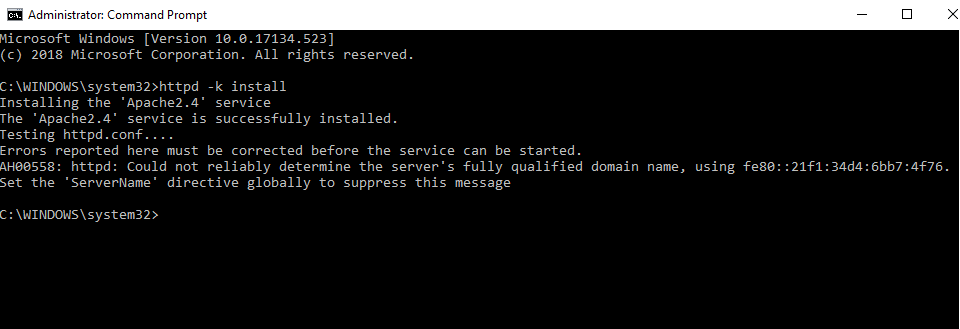 Administrator: Command Prompt
Microsoft Windows [Version 10.0.17134.523]
(c) 2018 Microsoft Corporation. All rights reserved.
C:\WINDOWS\system32>httpd -k install
Installing the 'Apache2.4' service
The 'Apache2.4' service is successfully installed.
Testing httpd.conf....
Errors reported here must be corrected before the service can be started.
AH00558: httpd: Could not reliably determine the server's fully qualified domain name, using fe80::21f1:34d4:6bb7:4f76.
Set the 'ServerName' directive globally to suppress this message
C:\WINDOWS\system32>